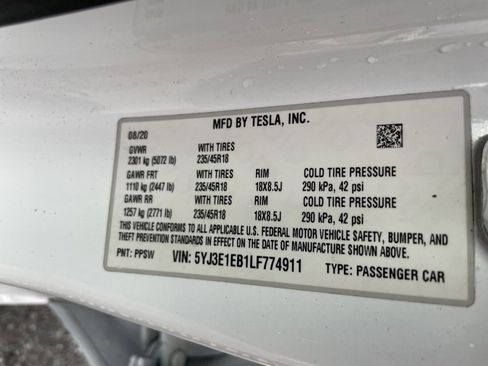 MFD BY TESLA, INC.
08/20
GVWR WITH TIRES
2301 kg (5072 lb) 235/45R18
GAWR FRT WITH TIRES RIM COLD TIRE PRESSURE
1110 kg (2447 lb) 235/45R18 18X8.5J 290 kPa, 42 psi
GAWR RR WITH TIRES RIM COLD TIRE PRESSURE
1257 kg (2771 lb) 235/45R18 18X8.5J 290 kPa, 42 psi
THIS VEHICLE CONFORMS TO ALL APPLICABLE U.S. FEDERAL MOTOR VEHICLE SAFETY, BUMPER, AND
THEFT PREVENTION STANDARDS IN EFFECT ON THE DATE OF MANUFACTURE SHOWN ABOVE.
PNT: PPSW VIN: 5YJ3E1EB1LF774911 TYPE: PASSENGER CAR